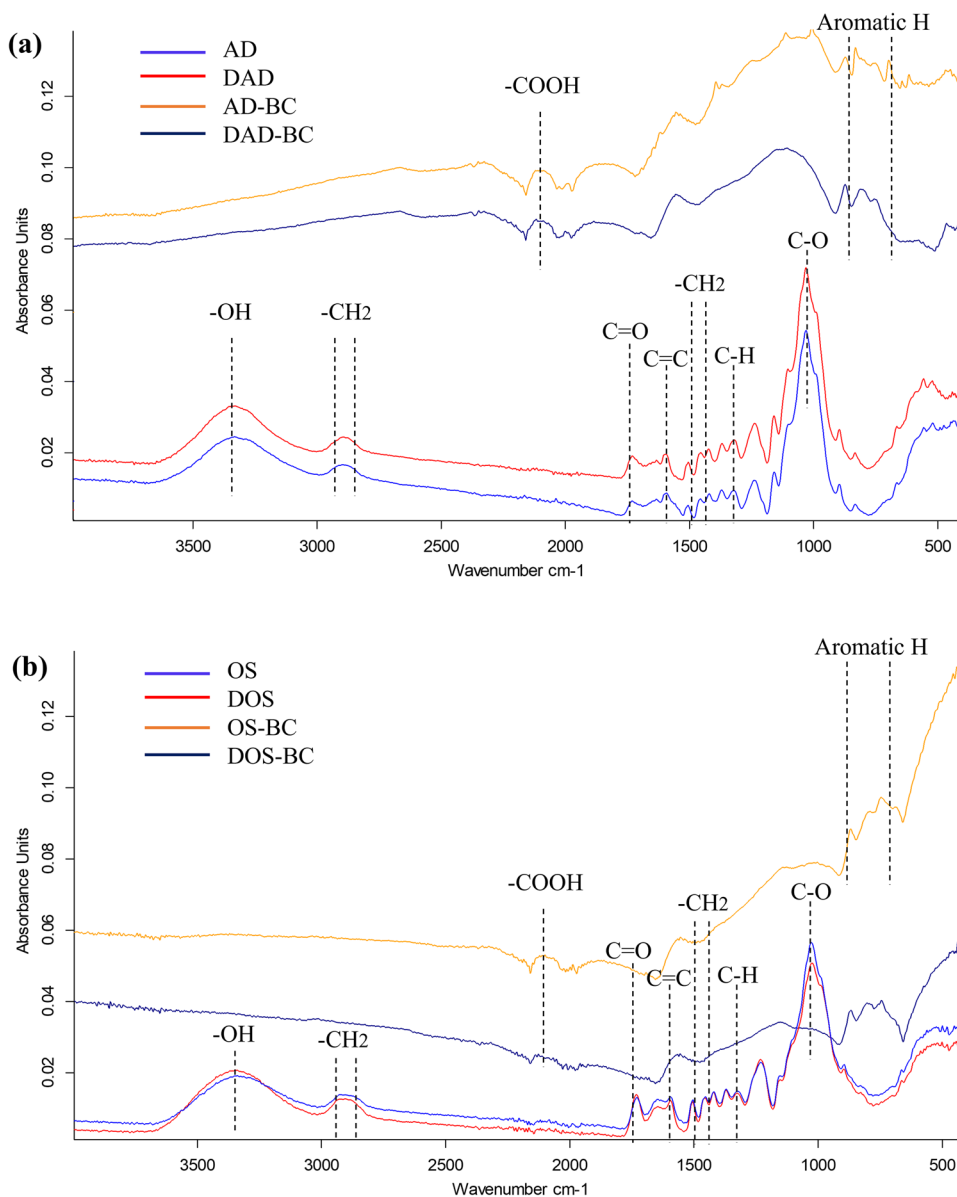 (a)
AD
DAD
AD-BC
DAD-BC
Aromatic H
-COOH
C-O
-CH2
-OH
-CH2
C=O
C=C
C-H
Absorbance Units
0.12
0.10
0.08
0.06
0.04
0.02
3500 3000 2500 2000 1500 1000 500
Wavenumber cm-1
(b)
OS
DOS
OS-BC
DOS-BC
Aromatic H
-COOH
-CH2
C-O
C=O
C=C
C-H
-OH
-CH2
Absorbance Units
0.12
0.10
0.08
0.06
0.04
0.02
3500 3000 2500 2000 1500 1000 500
Wavenumber cm-1